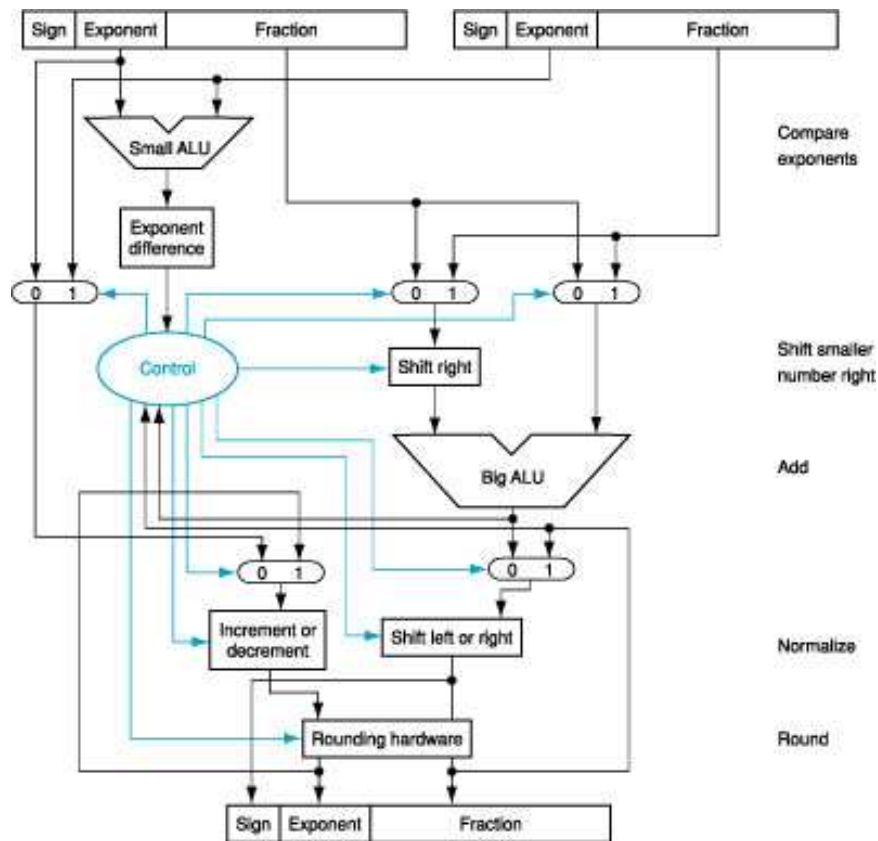 Sign Exponent Fraction Sign Exponent Fraction
Compare
exponents
Small ALU
Exponent
difference
0 1 0 1 0 1
Control
Shift right
Shift smaller
number right
Add
Big ALU
0 1 0 1
Increment or
decrement
Shift left or right
Normalize
Rounding hardware
Round
Sign Exponent Fraction